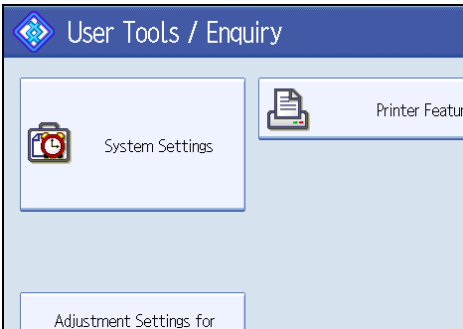 User Tools / Enquiry
System Settings
Printer Featur
Adjustment Settings for